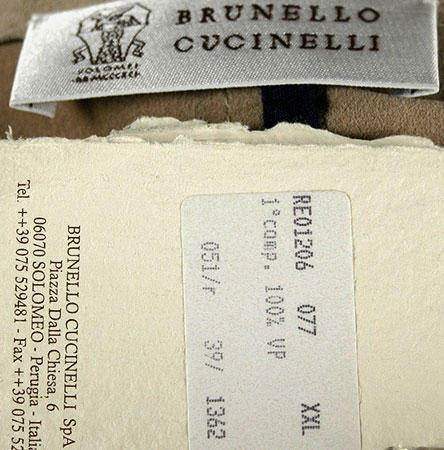 BRUNELLO
CUCINELLI
SOLOMEO
BRUNELLO CUCINELLI SpA
Piazza Dalla Chiesa, 6
06070 SOLOMEO - Perugia - Italia
Tel. ++39 075 529481 - Fax ++39 075 52
RE01206 077 XXL
1°comp. 100% VP
051/r 39/ 1362